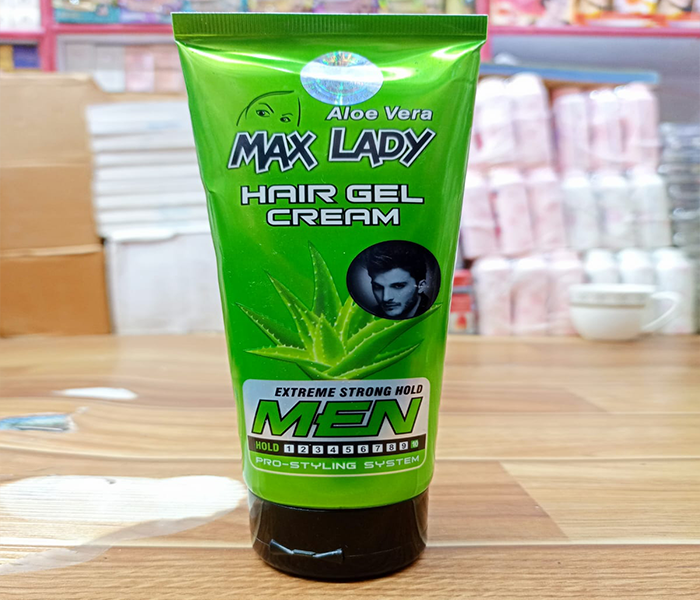 Aloe Vera
MAX LADY
HAIR GEL
CREAM
EXTREME STRONG HOLD
MEN
HOLD 1 2 3 4 5 6 7 8 9 10
PRO-STYLING SYSTEM